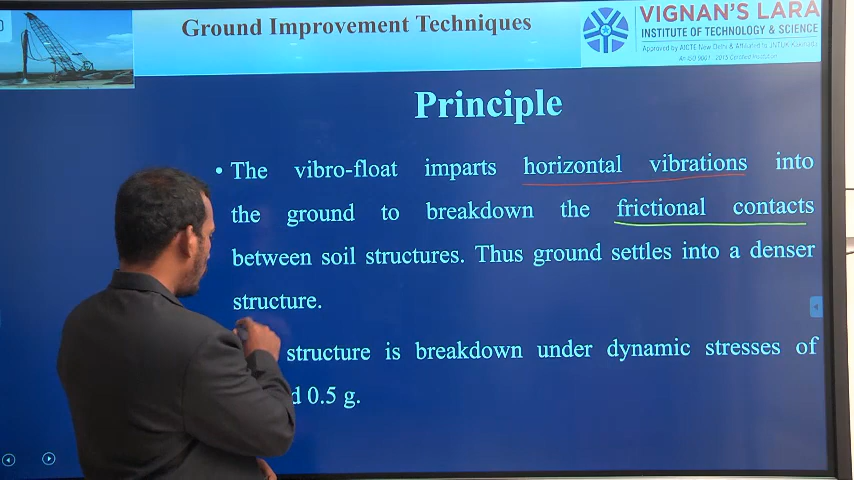 Ground Improvement Techniques
VIGNAN'S LARA
INSTITUTE OF TECHNOLOGY & SCIENCE
Approved by AICTE New Delhi & Affiliated to JNTUK Kakinada
An ISO 9001 : 2015 Certified Institution
Principle
• The vibro-float imparts horizontal vibrations into
the ground to breakdown the frictional contacts
between soil structures. Thus ground settles into a denser
structure.
structure is breakdown under dynamic stresses of
d 0.5 g.